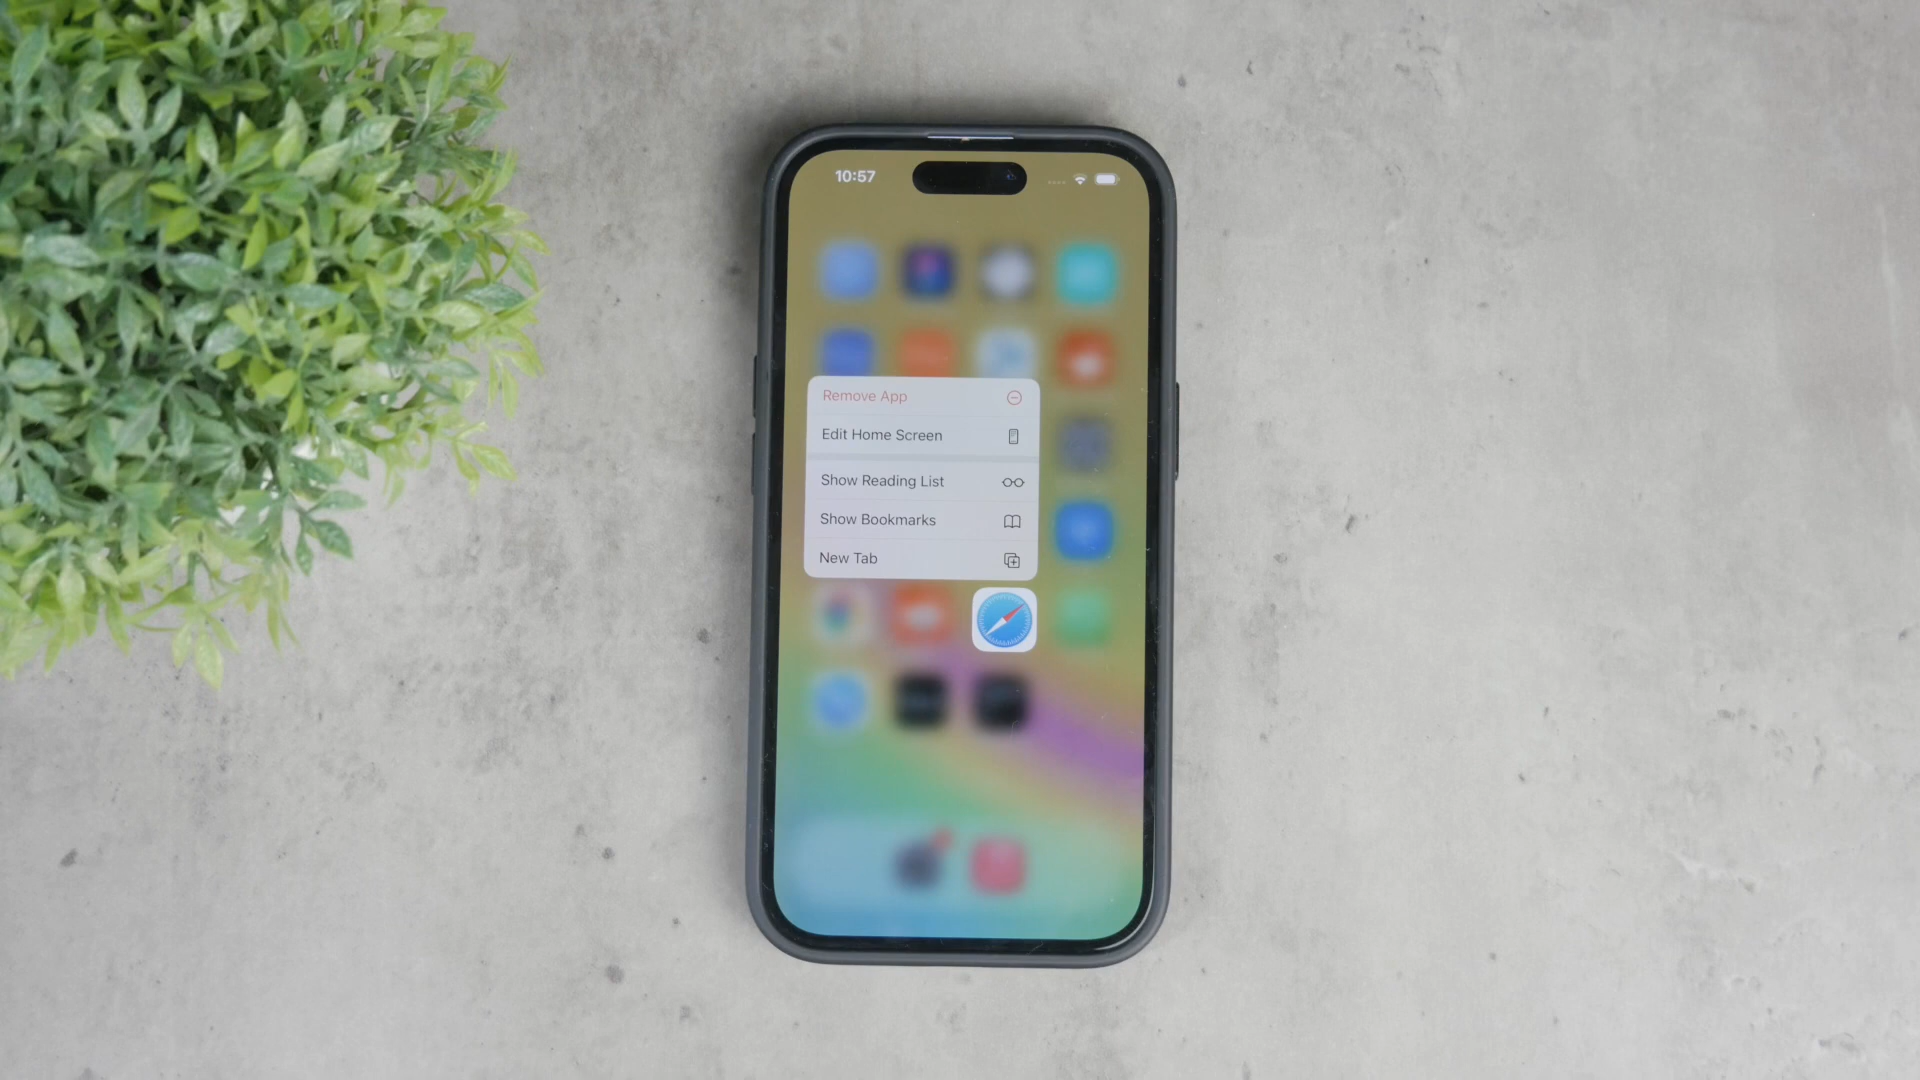 10:57
Remove App
Edit Home Screen
Show Reading List
Show Bookmarks
New Tab